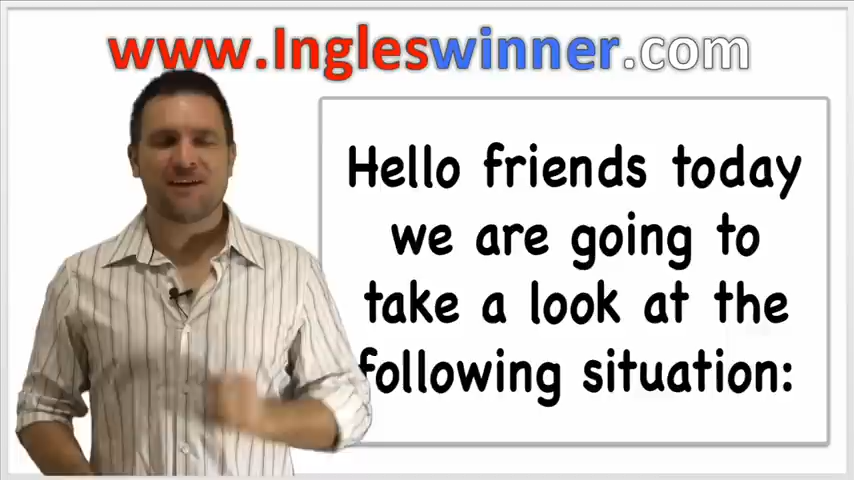 www.Ingleswinner.com
Hello friends today
we are going to
take a look at the
following situation: